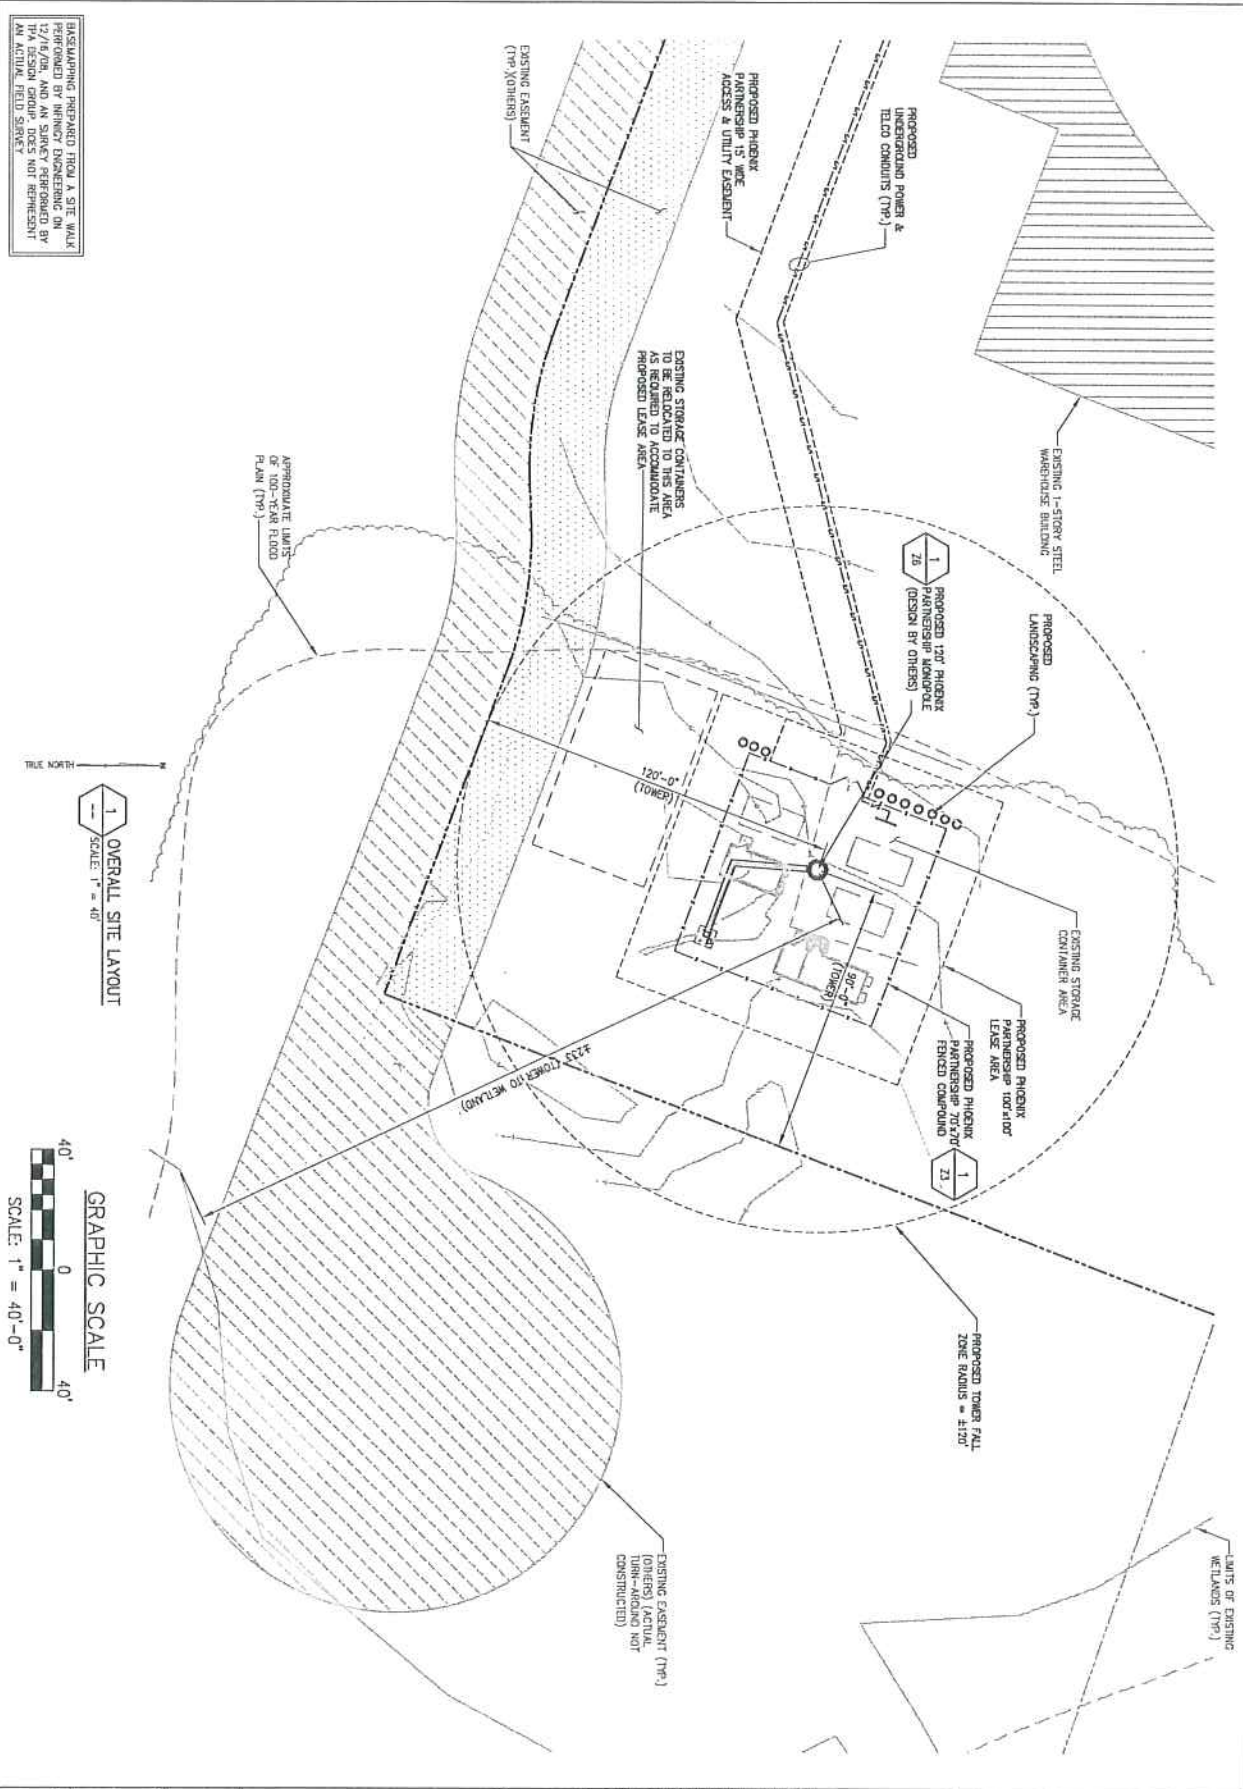 PROPOSED
UNDERGROUND POWER &
TELCO CONDUITS (TYP.)
PROPOSED PHOENIX
PARTNERSHIP 15' WIDE
ACCESS & UTILITY EASEMENT
EXISTING EASEMENT
(TYP.)(OTHERS)
BASEMAPPING PREPARED FROM A SITE WALK
PERFORMED BY INFINIGY ENGINEERING ON
12/16/08, AND AN SURVEY PERFORMED BY
TPA DESIGN GROUP. DOES NOT REPRESENT
AN ACTUAL FIELD SURVEY
EXISTING 1-STORY STEEL
WAREHOUSE BUILDING
EXISTING STORAGE CONTAINERS
TO BE RELOCATED TO THIS AREA
AS REQUIRED TO ACCOMMODATE
PROPOSED LEASE AREA
APPROXIMATE LIMITS
OF 100-YEAR FLOOD
PLAIN (TYP.)
PROPOSED
LANDSCAPING (TYP.)
1
Z6
PROPOSED 120' PHOENIX
PARTNERSHIP MONOPOLE
(DESIGN BY OTHERS)
120'-0"
(TOWER)
EXISTING STORAGE
CONTAINER AREA
90'-0"
(TOWER)
PROPOSED PHOENIX
PARTNERSHIP 100'x100'
LEASE AREA
PROPOSED PHOENIX
PARTNERSHIP 70'x70'
FENCED COMPOUND
1
Z3
±233' (TOWER TO WETLAND)
PROPOSED TOWER FALL
ZONE RADIUS = ±120'
LIMITS OF EXISTING
WETLANDS (TYP.)
EXISTING EASEMENT (TYP.)
(OTHERS) (ACTUAL
TURN-AROUND NOT
CONSTRUCTED)
N
TRUE NORTH
1
--
OVERALL SITE LAYOUT
SCALE: 1" = 40'
GRAPHIC SCALE
40' 0 40'
SCALE: 1" = 40'-0"